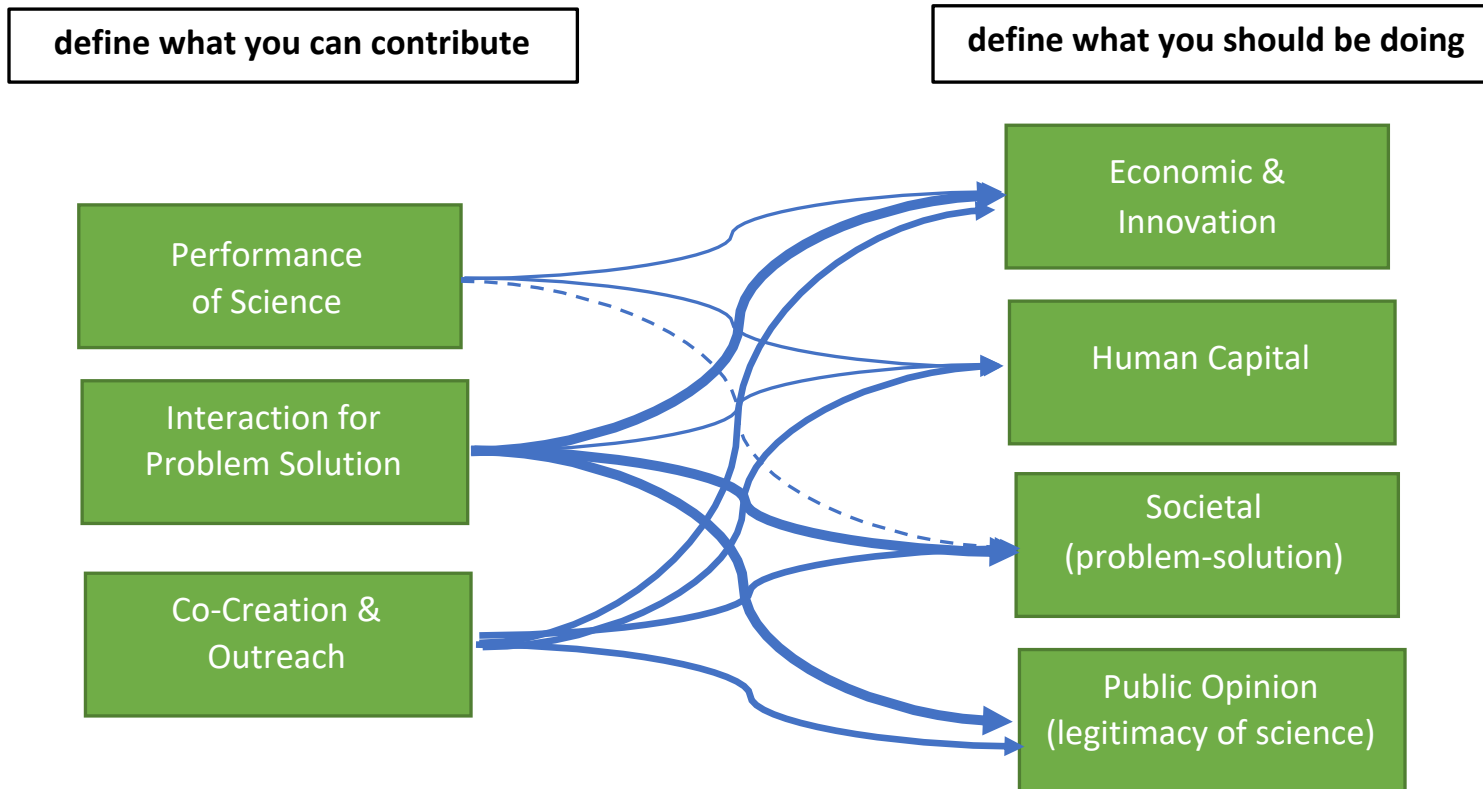 define what you can contribute
define what you should be doing
Performance
of Science
Interaction for
Problem Solution
Co-Creation &
Outreach
Economic &
Innovation
Human Capital
Societal
(problem-solution)
Public Opinion
(legitimacy of science)